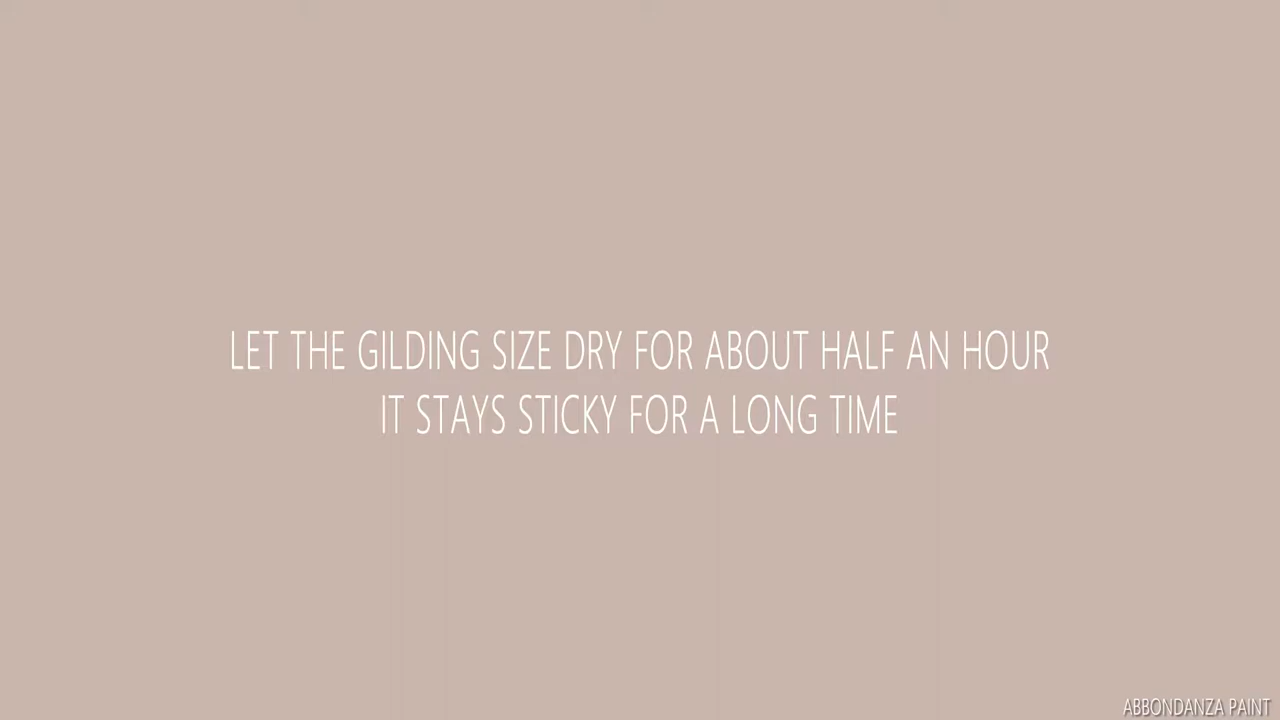 LET THE GILDING SIZE DRY FOR ABOUT HALF AN HOUR
IT STAYS STICKY FOR A LONG TIME
ABBONDANZA PAINT